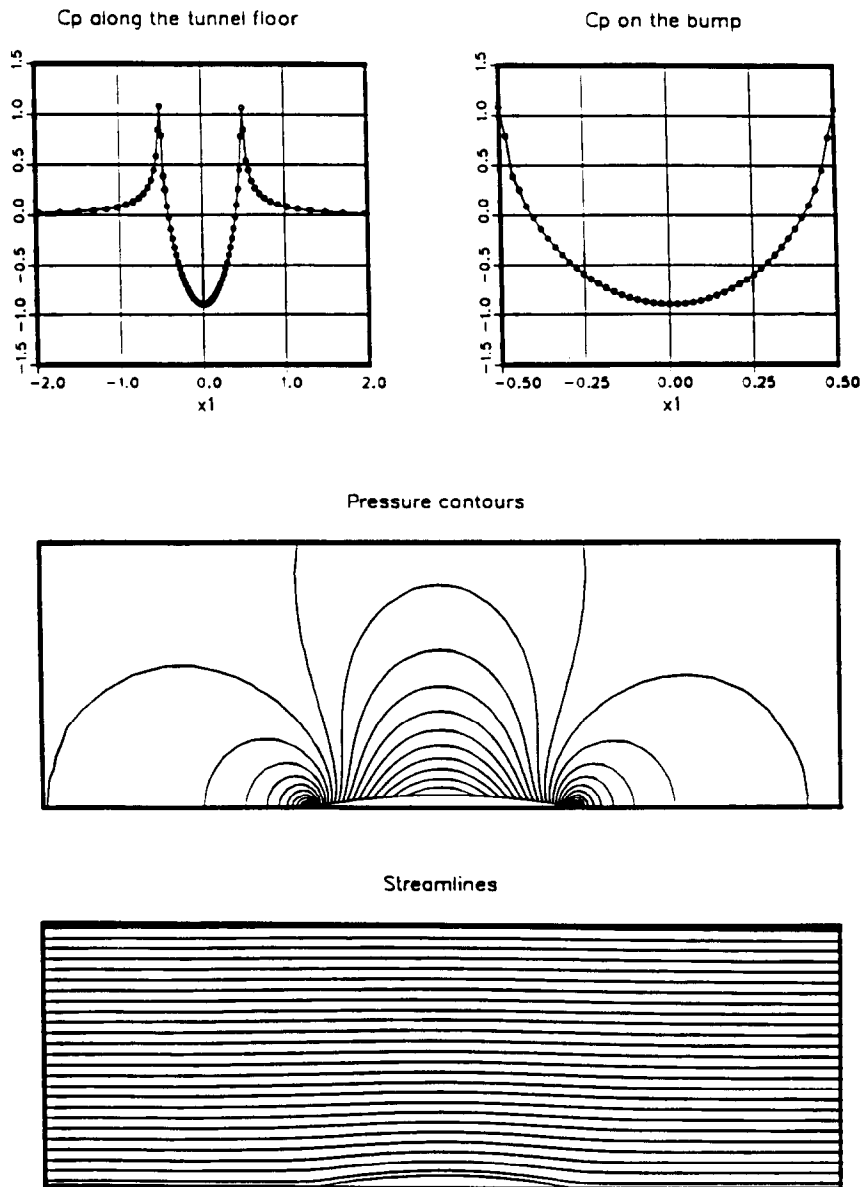 Cp along the tunnel floor
Cp on the bump
1.5
1.0
0.5
0.0
-0.5
-1.0
-1.5
-2.0 -1.0 0.0 1.0 2.0
x1
1.5
1.0
0.5
0.0
-0.5
-1.0
-1.5
-0.50 -0.25 0.00 0.25 0.50
x1
Pressure contours
Streamlines